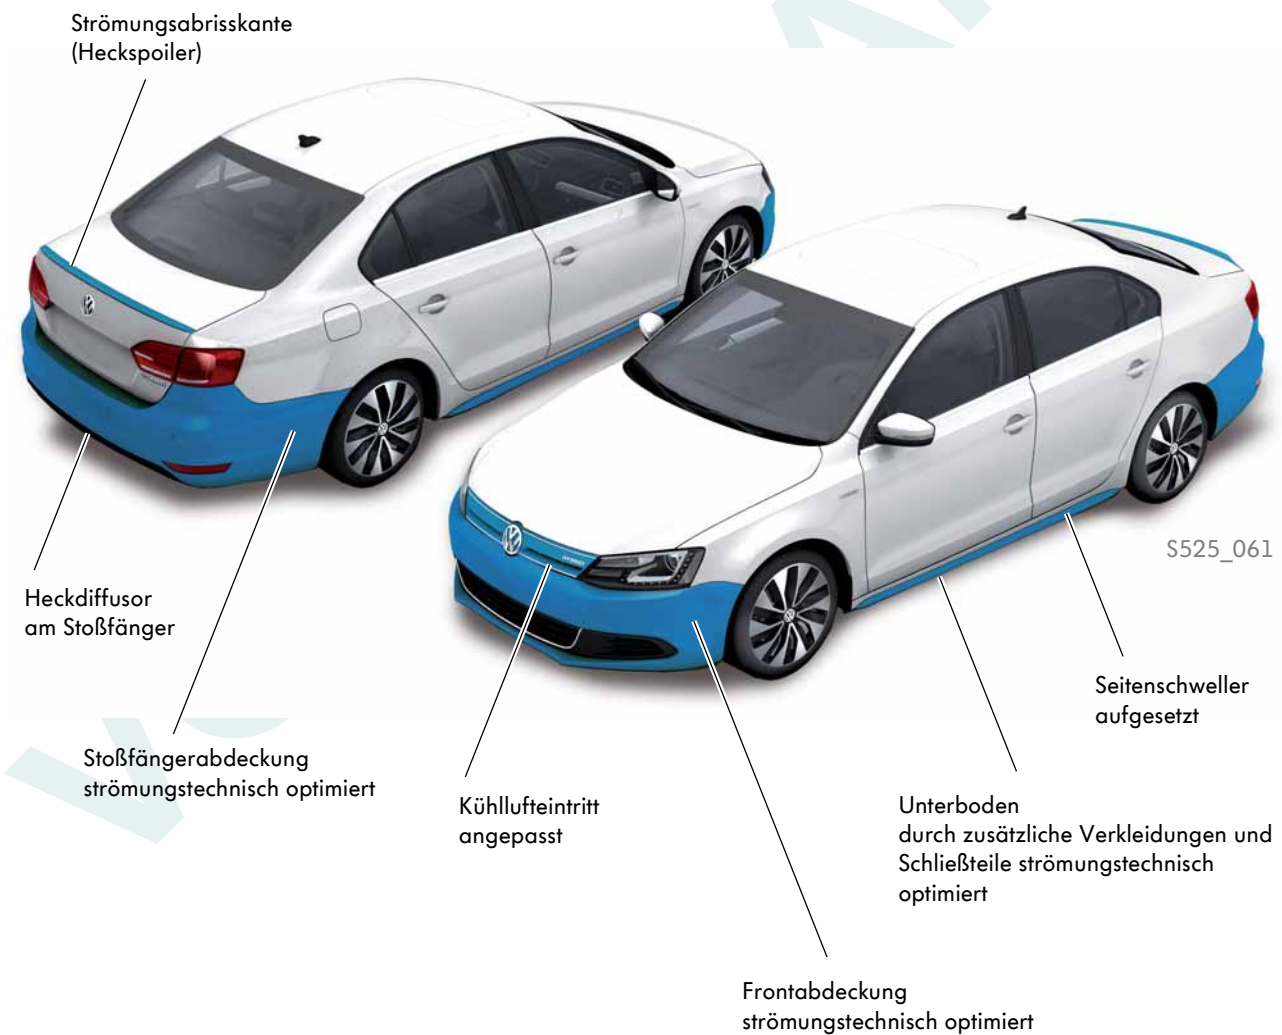 Strömungsabrisskante
(Heckspoiler)
S525_061
Heckdiffusor
am Stoßfänger
Seitenschweller
aufgesetzt
Stoßfängerabdeckung
strömungstechnisch optimiert
Kühllufteintritt
angepasst
Unterboden
durch zusätzliche Verkleidungen und
Schließteile strömungstechnisch
optimiert
Frontabdeckung
strömungstechnisch optimiert